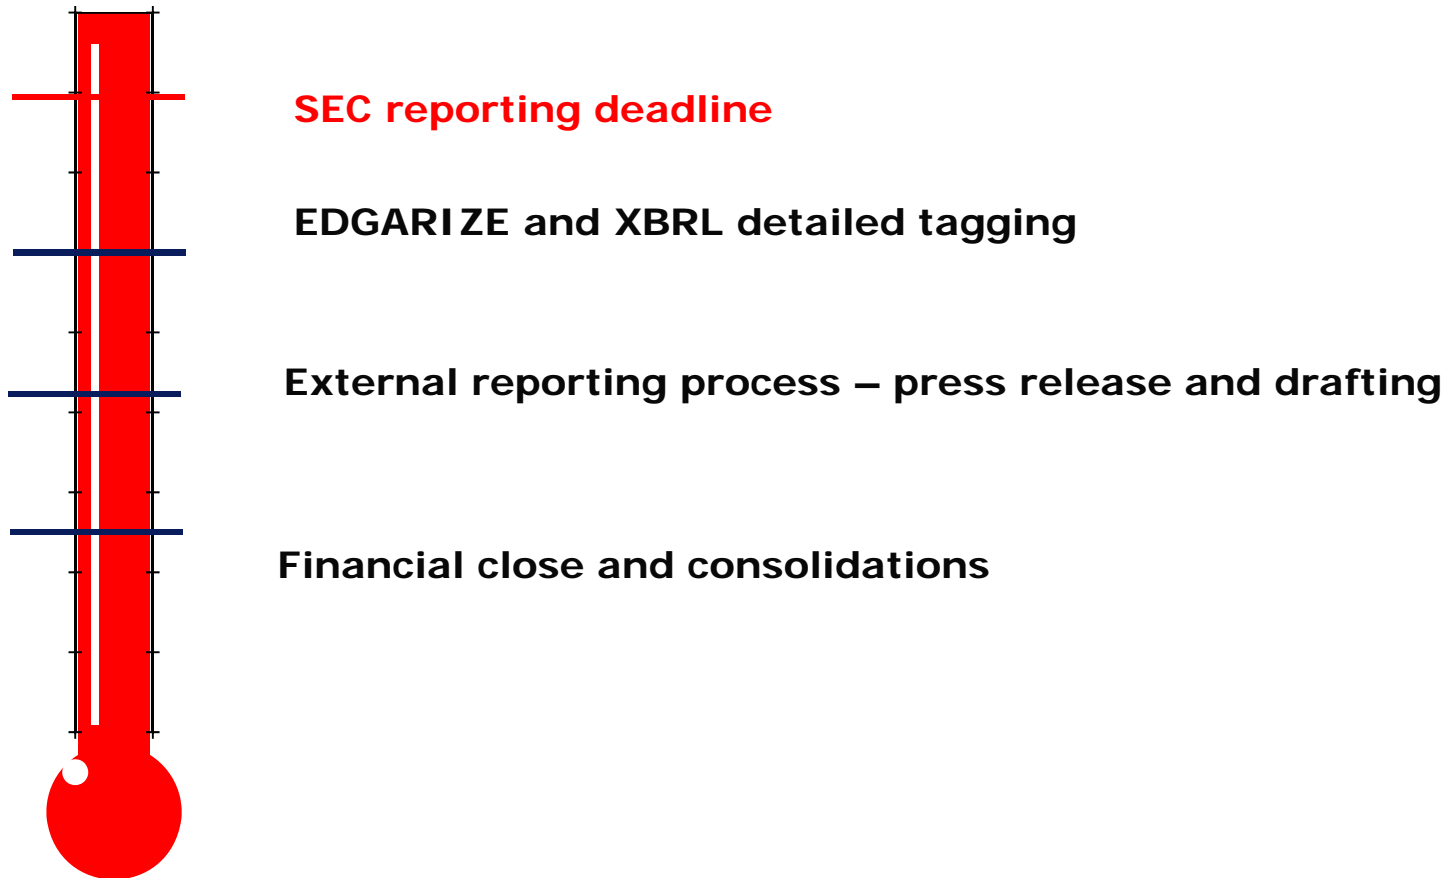 SEC reporting deadline
EDGARIZE and XBRL detailed tagging
External reporting process – press release and drafting
Financial close and consolidations